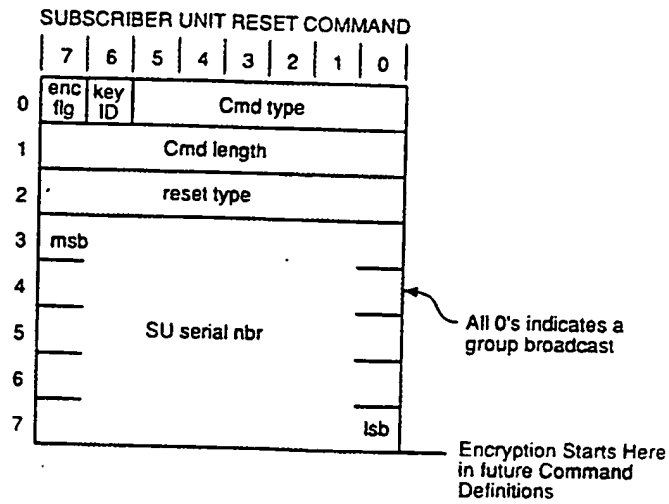 SUBSCRIBER UNIT RESET COMMAND
7 6 5 4 3 2 1 0
0 enc flg key ID Cmd type
1 Cmd length
2 reset type
3 msb
4
5 SU serial nbr
6
7 lsb
All 0's indicates a
group broadcast
Encryption Starts Here
in future Command
Definitions